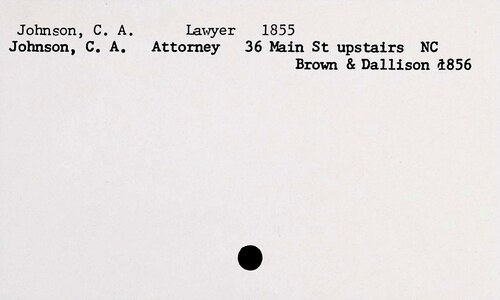 Johnson, C. A. Lawyer 1855
Johnson, C. A. Attorney 36 Main St upstairs NC
Brown & Dallison 1856